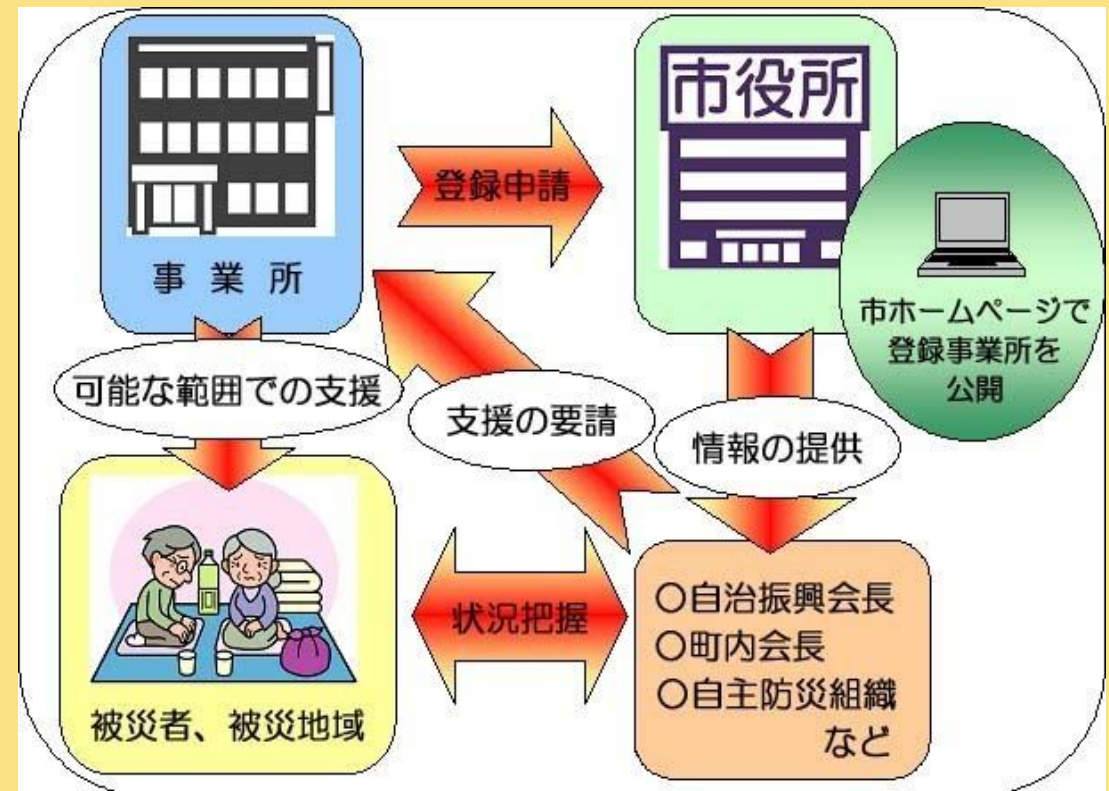 市役所
登録申請
事業所
市ホームページで
登録事業所を
公開
可能な範囲での支援
支援の要請
情報の提供
状況把握
〇自治振興会長
〇町内会長
〇自主防災組織
など
被災者、被災地域